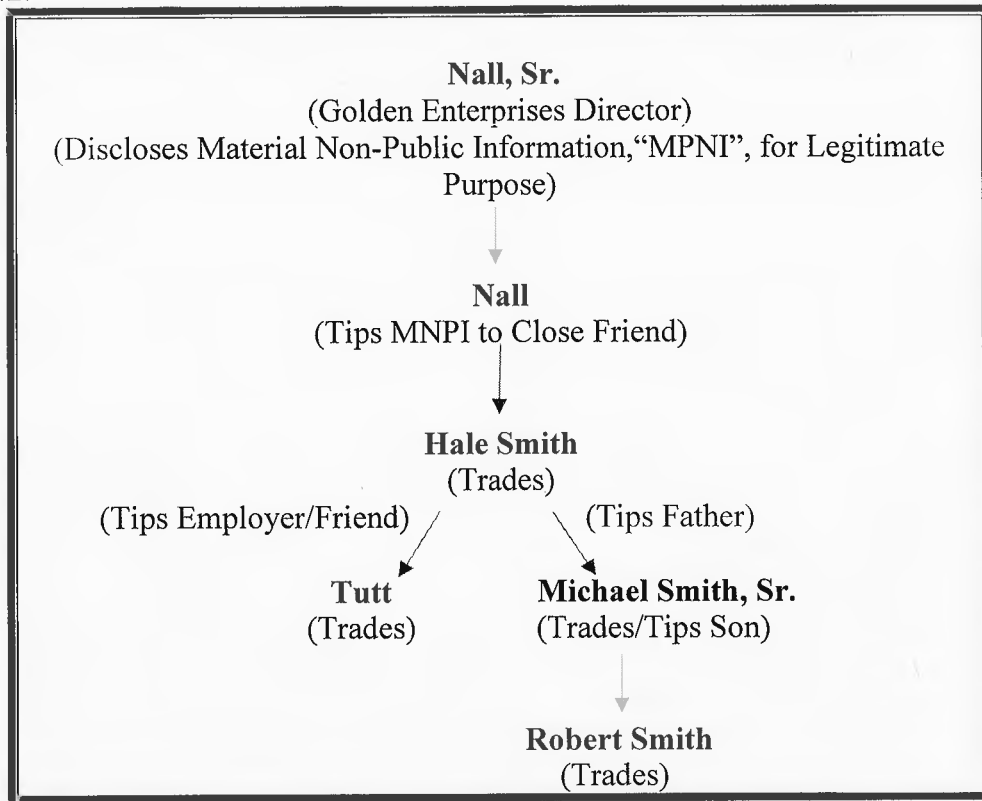 Nall, Sr.
(Golden Enterprises Director)
(Discloses Material Non-Public Information,“MPNI”, for Legitimate
Purpose)
Nall
(Tips MNPI to Close Friend)
Hale Smith
(Trades)
(Tips Employer/Friend) (Tips Father)
Tutt Michael Smith, Sr.
(Trades) (Trades/Tips Son)
Robert Smith
(Trades)